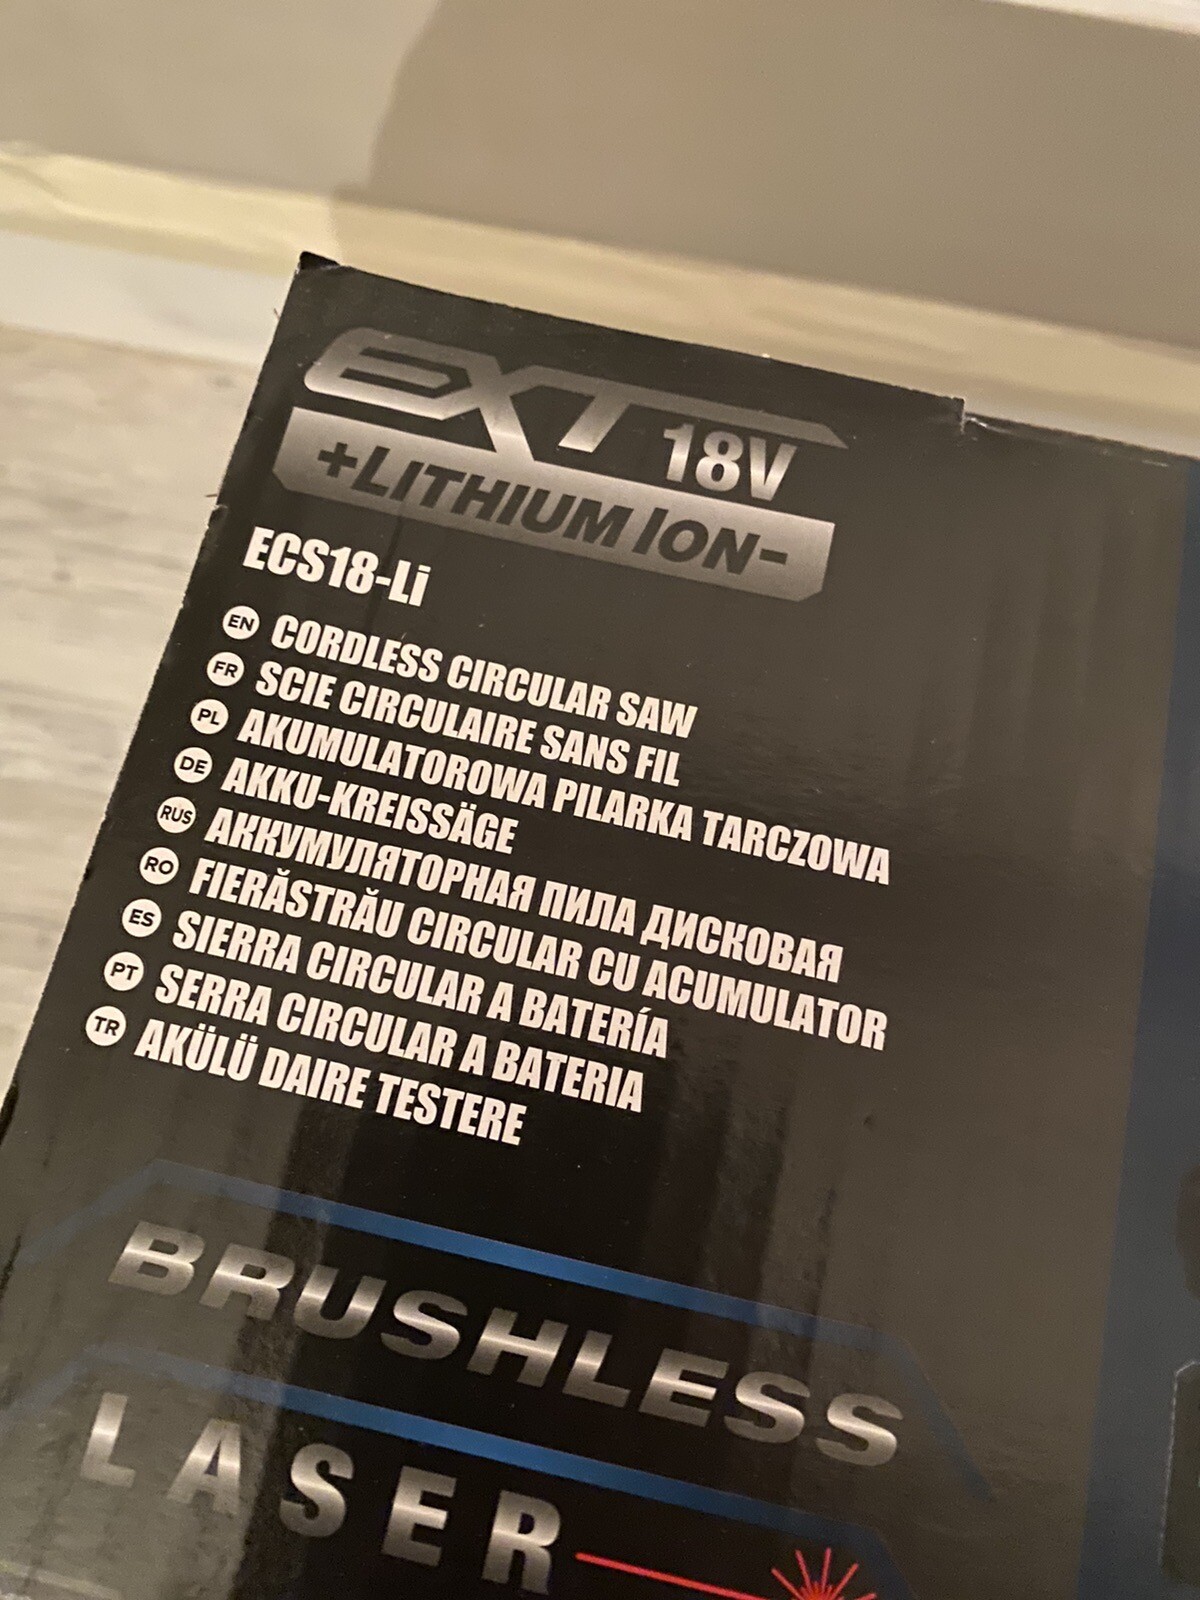 EXT 18V
+LITHIUM ION-
ECS18-Li
EN CORDLESS CIRCULAR SAW
FR SCIE CIRCULAIRE SANS FIL
PL AKUMULATOROWA PILARKA TARCZOWA
DE AKKU-KREISSÄGE
RUS АККУМУЛЯТОРНАЯ ПИЛА ДИСКОВАЯ
RO FIERĂSTRĂU CIRCULAR CU ACUMULATOR
ES SIERRA CIRCULAR A BATERÍA
PT SERRA CIRCULAR A BATERIA
TR AKÜLÜ DAIRE TESTERE
BRUSHLESS
LASER